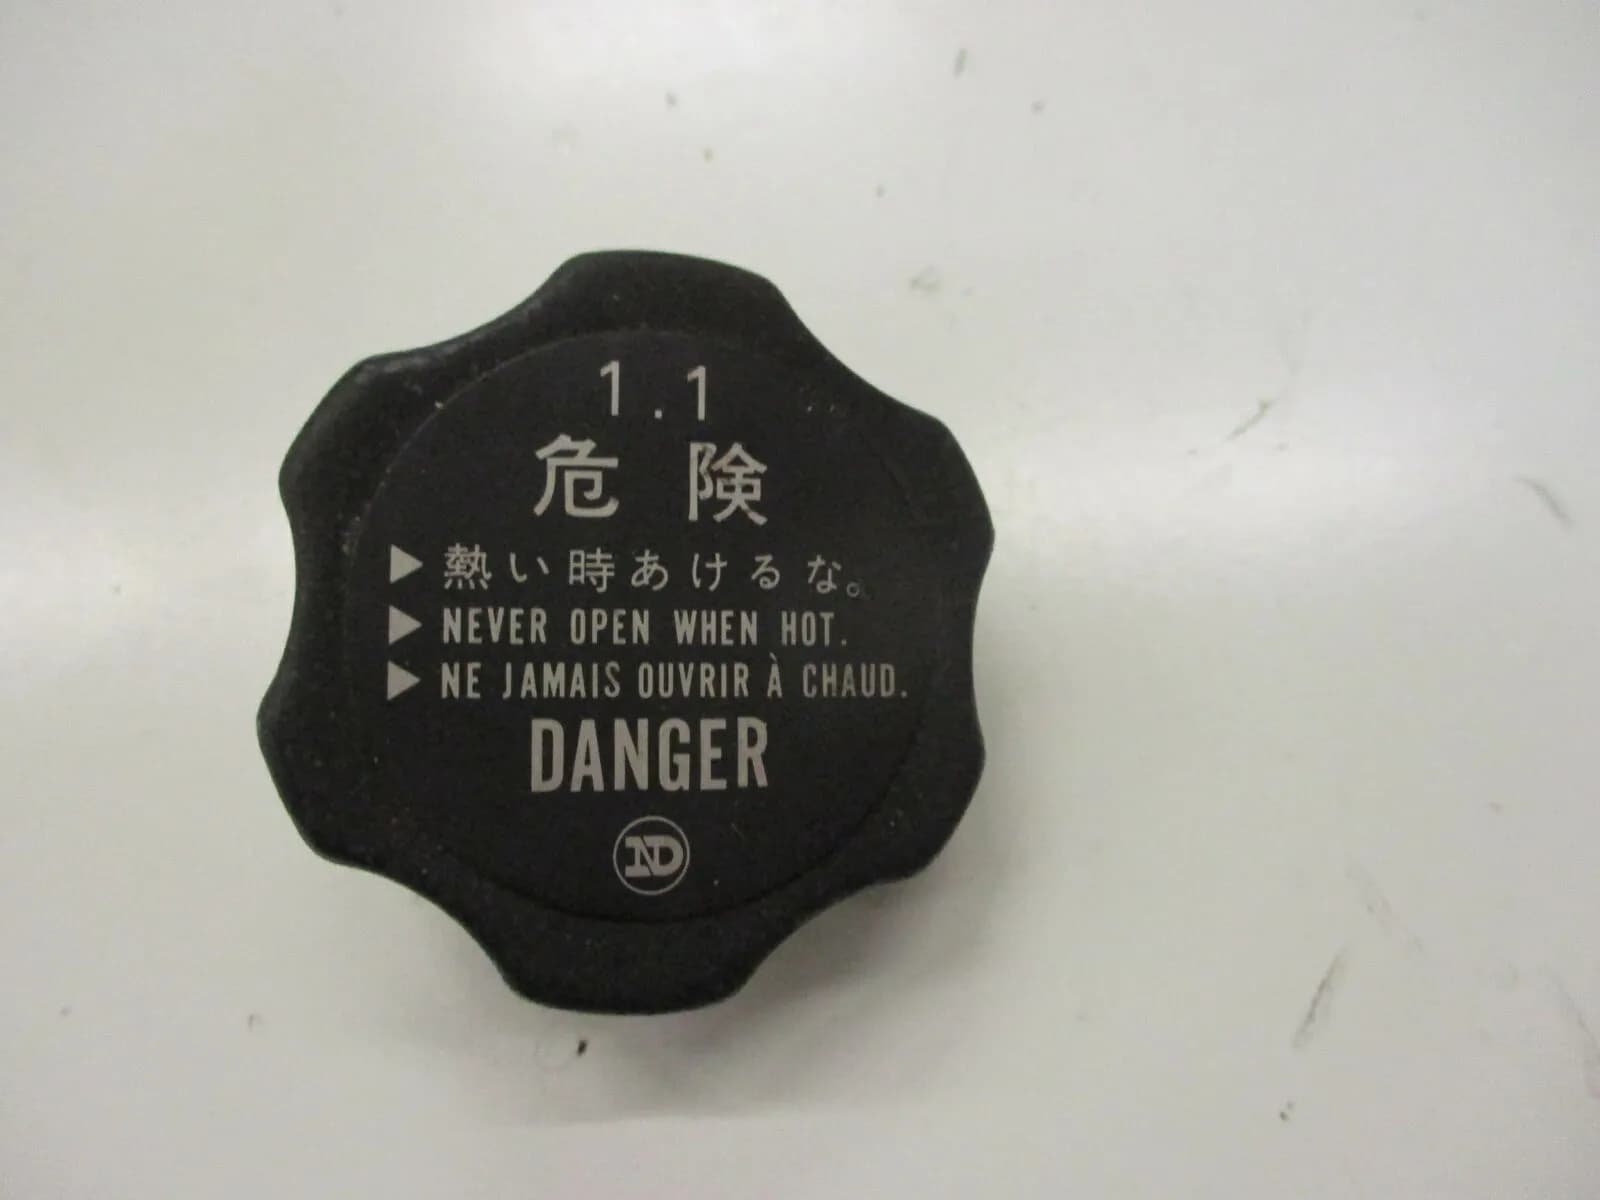 1.1
危険
▶ 熱い時あけるな。
▶ NEVER OPEN WHEN HOT.
▶ NE JAMAIS OUVRIR À CHAUD.
DANGER
ND